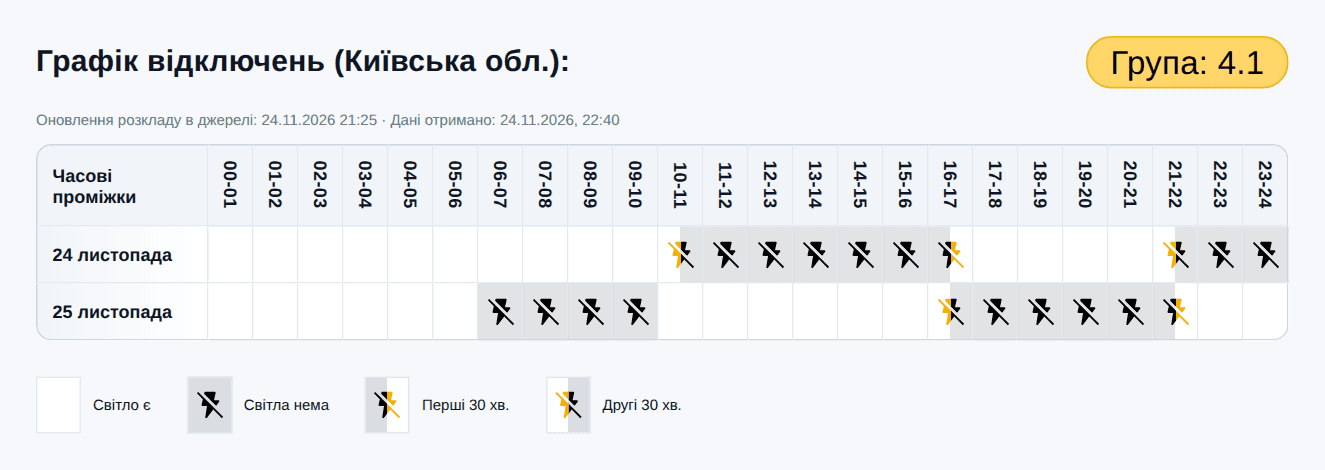 Графік відключень (Київська обл.):
Група: 4.1
Оновлення розкладу в джерелі: 24.11.2026 21:25 · Дані отримано: 24.11.2026, 22:40
Часові
проміжки
00-01
01-02
02-03
03-04
04-05
05-06
06-07
07-08
08-09
09-10
10-11
11-12
12-13
13-14
14-15
15-16
16-17
17-18
18-19
19-20
20-21
21-22
22-23
23-24
24 листопада
25 листопада
Світло є
Світла нема
Перші 30 хв.
Другі 30 хв.